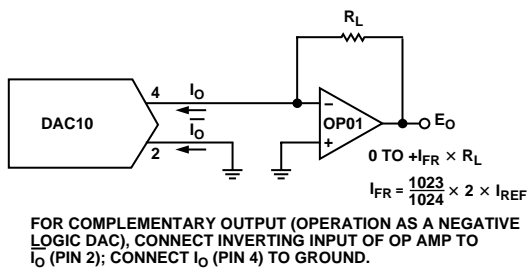 R_L
4
I_O
DAC10
I̅_O
2
−
+
OP01
E_O
0 TO +I_FR × R_L
I_FR = 1023/1024 × 2 × I_REF
FOR COMPLEMENTARY OUTPUT (OPERATION AS A NEGATIVE
LOGIC DAC), CONNECT INVERTING INPUT OF OP AMP TO
I̅_O (PIN 2); CONNECT I_O (PIN 4) TO GROUND.